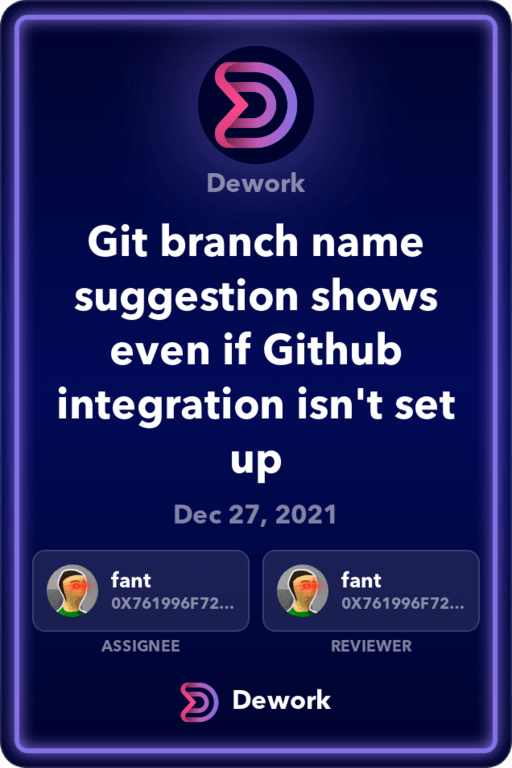 Dework
Git branch name
suggestion shows
even if Github
integration isn't set
up
Dec 27, 2021
fant
0X761996F72...
ASSIGNEE
fant
0X761996F72...
REVIEWER
Dework